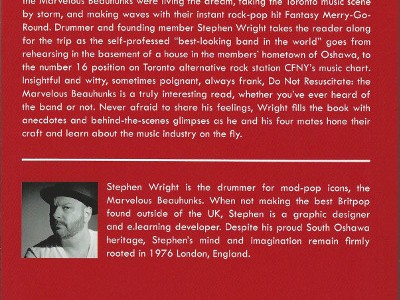 the Marvelous Beauhunks were living the dream, taking the Toronto music scene
by storm, and making waves with their instant rock-pop hit Fantasy Merry-Go-
Round. Drummer and founding member Stephen Wright takes the reader along
for the trip as the self-professed "best-looking band in the world" goes from
rehearsing in the basement of a house in the members' hometown of Oshawa, to
the number 16 position on Toronto alternative rock station CFNY's music chart.
Insightful and witty, sometimes poignant, always frank, Do Not Resuscitate: the
Marvelous Beauhunks is a truly interesting read, whether you've ever heard of
the band or not. Never afraid to share his feelings, Wright fills the book with
anecdotes and behind-the-scenes glimpses as he and his four mates hone their
craft and learn about the music industry on the fly.
Stephen Wright is the drummer for mod-pop icons, the
Marvelous Beauhunks. When not making the best Britpop
found outside of the UK, Stephen is a graphic designer
and e.learning developer. Despite his proud South Oshawa
heritage, Stephen's mind and imagination remain firmly
rooted in 1976 London, England.